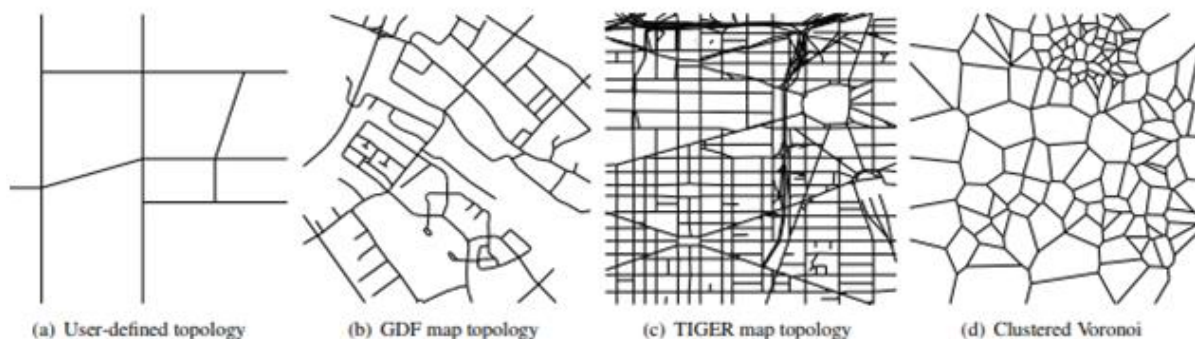 (a) User-defined topology
(b) GDF map topology
(c) TIGER map topology
(d) Clustered Voronoi